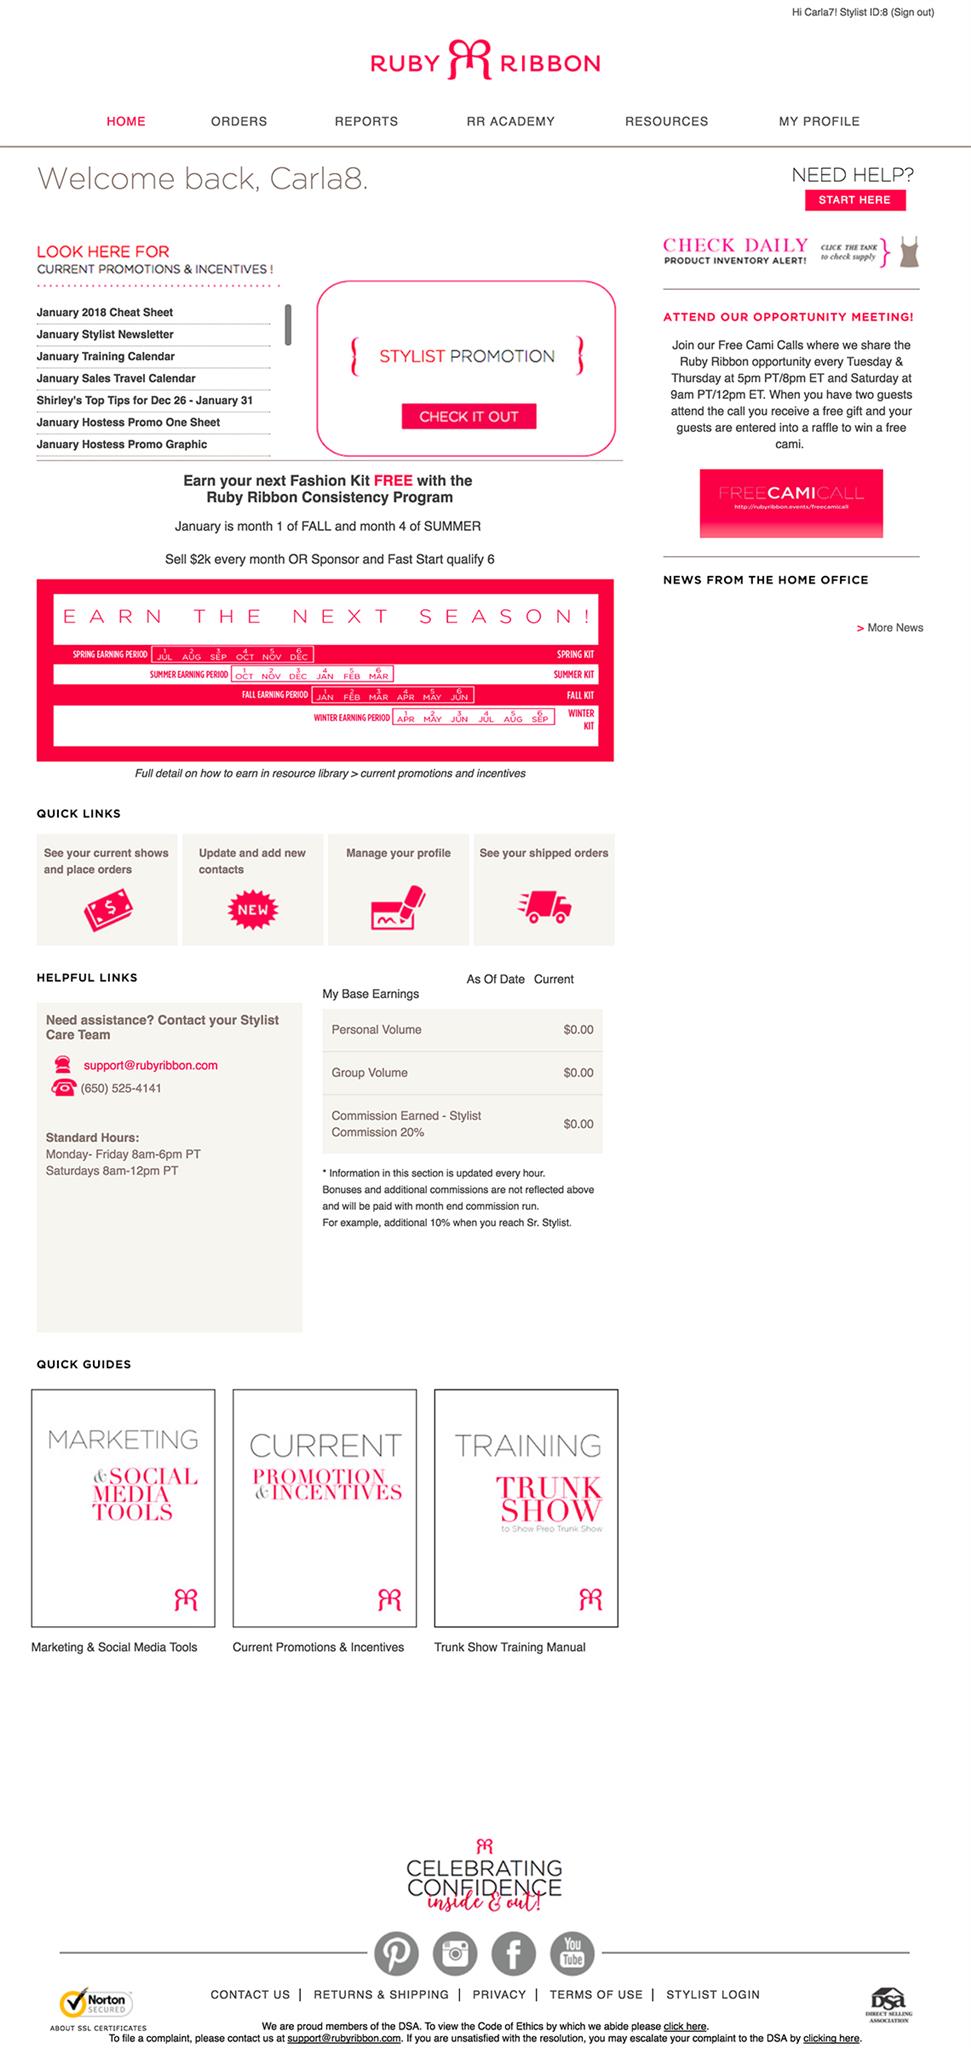 Hi Carla7! Stylist ID:8 (Sign out)
RUBY RIBBON
HOME ORDERS REPORTS RR ACADEMY RESOURCES MY PROFILE
Welcome back, Carla8.
NEED HELP?
START HERE
LOOK HERE FOR
CURRENT PROMOTIONS & INCENTIVES !
January 2018 Cheat Sheet
January Stylist Newsletter
January Training Calendar
January Sales Travel Calendar
Shirley's Top Tips for Dec 26 - January 31
January Hostess Promo One Sheet
January Hostess Promo Graphic
{ STYLIST PROMOTION }
CHECK IT OUT
CHECK DAILY
PRODUCT INVENTORY ALERT!
CLICK THE TANK
to check supply }
ATTEND OUR OPPORTUNITY MEETING!
Join our Free Cami Calls where we share the
Ruby Ribbon opportunity every Tuesday &
Thursday at 5pm PT/8pm ET and Saturday at
9am PT/12pm ET. When you have two guests
attend the call you receive a free gift and your
guests are entered into a raffle to win a free
cami.
FREECAMICALL
http://rubyribbon.events/freecamicall
NEWS FROM THE HOME OFFICE
> More News
Earn your next Fashion Kit FREE with the
Ruby Ribbon Consistency Program
January is month 1 of FALL and month 4 of SUMMER
Sell $2k every month OR Sponsor and Fast Start qualify 6
EARN THE NEXT SEASON!
SPRING EARNING PERIOD 1 JUL 2 AUG 3 SEP 4 OCT 5 NOV 6 DEC SPRING KIT
SUMMER EARNING PERIOD 1 OCT 2 NOV 3 DEC 4 JAN 5 FEB 6 MAR SUMMER KIT
FALL EARNING PERIOD 1 JAN 2 FEB 3 MAR 4 APR 5 MAY 6 JUN FALL KIT
WINTER EARNING PERIOD 1 APR 2 MAY 3 JUN 4 JUL 5 AUG 6 SEP WINTER
KIT
Full detail on how to earn in resource library > current promotions and incentives
QUICK LINKS
See your current shows
and place orders
$
Update and add new
contacts
NEW
Manage your profile
See your shipped orders
HELPFUL LINKS
Need assistance? Contact your Stylist
Care Team
support@rubyribbon.com
(650) 525-4141
Standard Hours:
Monday- Friday 8am-6pm PT
Saturdays 8am-12pm PT
As Of Date Current
My Base Earnings
Personal Volume $0.00
Group Volume $0.00
Commission Earned - Stylist
Commission 20% $0.00
* Information in this section is updated every hour.
Bonuses and additional commissions are not reflected above
and will be paid with month end commission run.
For example, additional 10% when you reach Sr. Stylist.
QUICK GUIDES
MARKETING
&SOCIAL
MEDIA
TOOLS
Marketing & Social Media Tools
CURRENT
PROMOTION
&INCENTIVES
Current Promotions & Incentives
TRAINING
TRUNK
SHOW
to Show Prep Trunk Show
Trunk Show Training Manual
CELEBRATING
CONFIDENCE
inside & out!
You
Tube
Norton
SECURED
ABOUT SSL CERTIFICATES
CONTACT US | RETURNS & SHIPPING | PRIVACY | TERMS OF USE | STYLIST LOGIN
DSA
DIRECT SELLING
ASSOCIATION
We are proud members of the DSA. To view the Code of Ethics by which we abide please click here.
To file a complaint, please contact us at support@rubyribbon.com. If you are unsatisfied with the resolution, you may escalate your complaint to the DSA by clicking here.